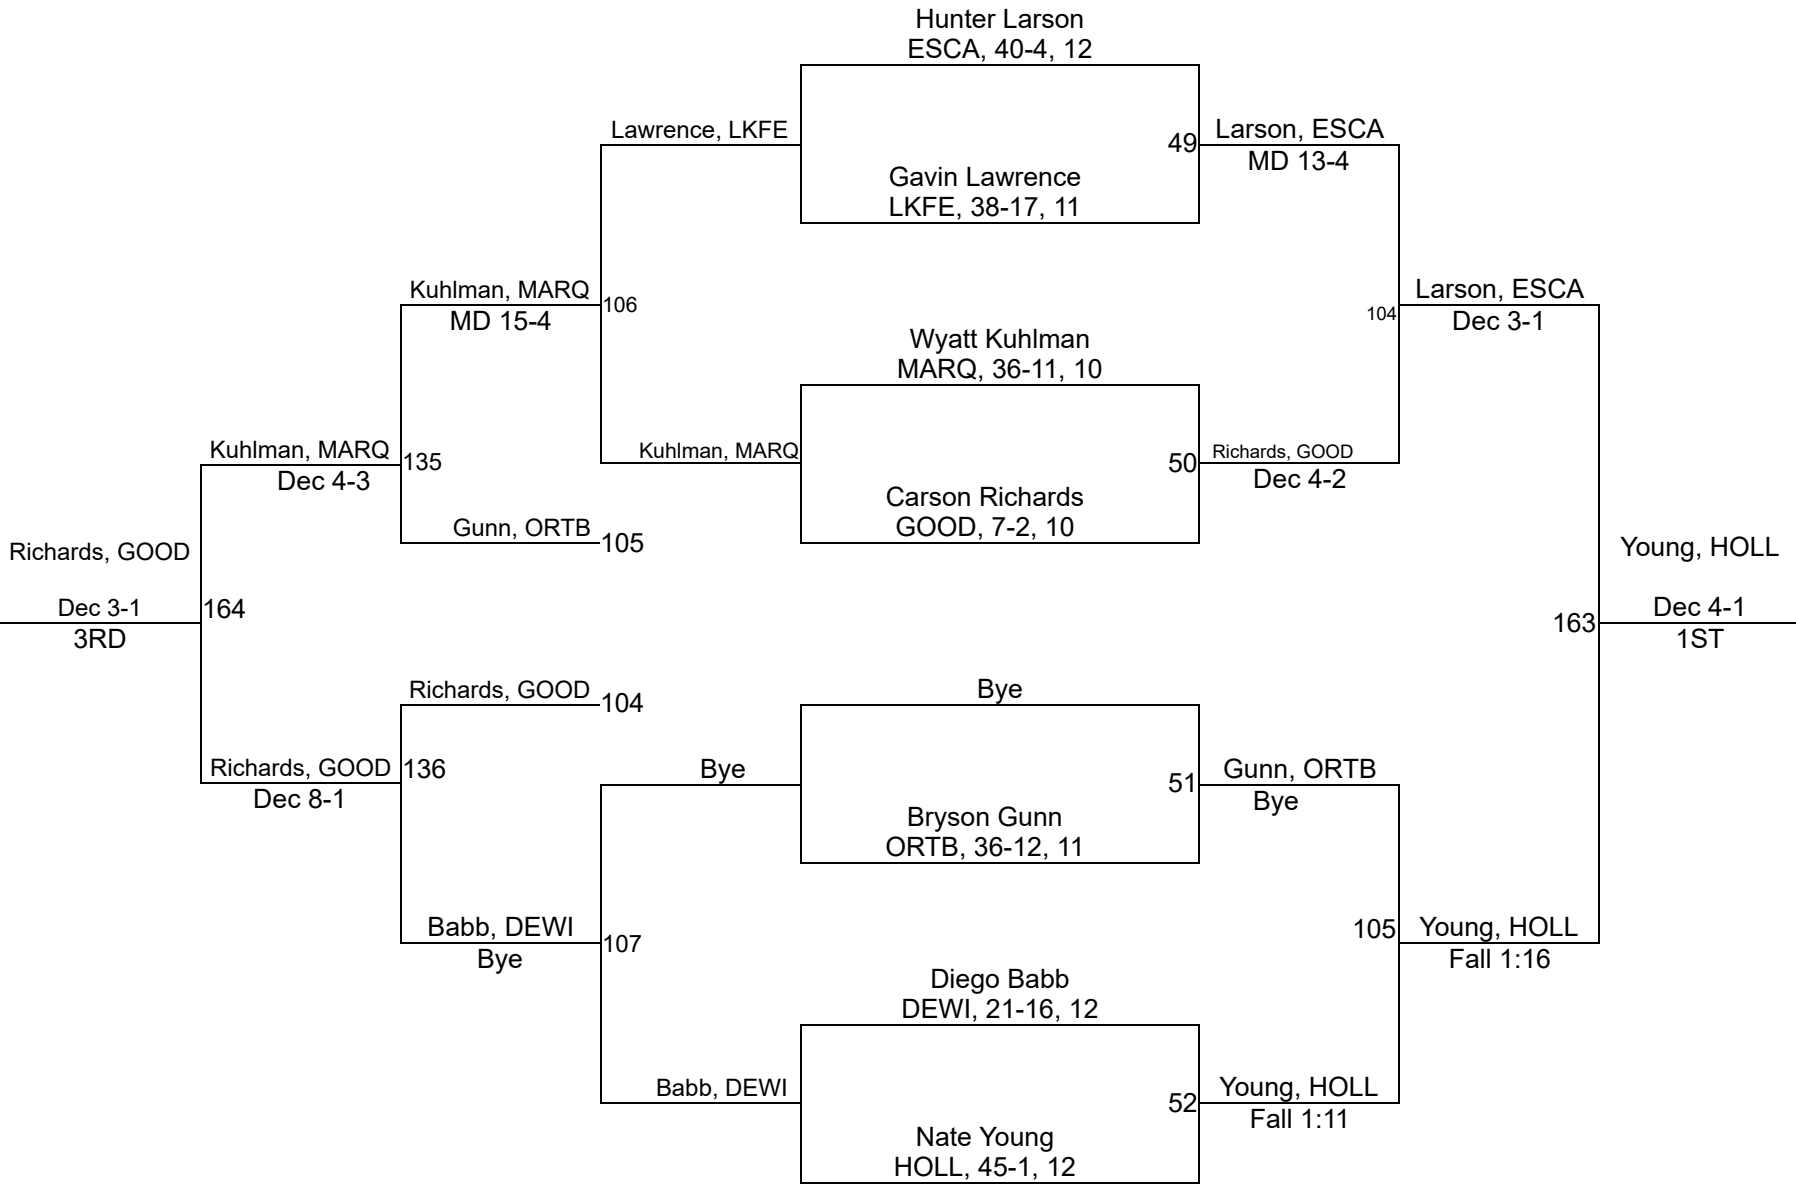 Hunter Larson
ESCA, 40-4, 12
Lawrence, LKFE
49
Larson, ESCA
MD 13-4
Gavin Lawrence
LKFE, 38-17, 11
Kuhlman, MARQ
MD 15-4
106
104
Larson, ESCA
Dec 3-1
Wyatt Kuhlman
MARQ, 36-11, 10
Kuhlman, MARQ
Dec 4-3
135
Kuhlman, MARQ
50
Richards, GOOD
Dec 4-2
Carson Richards
GOOD, 7-2, 10
Gunn, ORTB
105
Richards, GOOD
Dec 3-1
3RD
164
Young, HOLL
163
Dec 4-1
1ST
Richards, GOOD
104
Bye
Richards, GOOD
Dec 8-1
136
Bye
51
Gunn, ORTB
Bye
Bryson Gunn
ORTB, 36-12, 11
Babb, DEWI
Bye
107
105
Young, HOLL
Fall 1:16
Diego Babb
DEWI, 21-16, 12
Babb, DEWI
52
Young, HOLL
Fall 1:11
Nate Young
HOLL, 45-1, 12